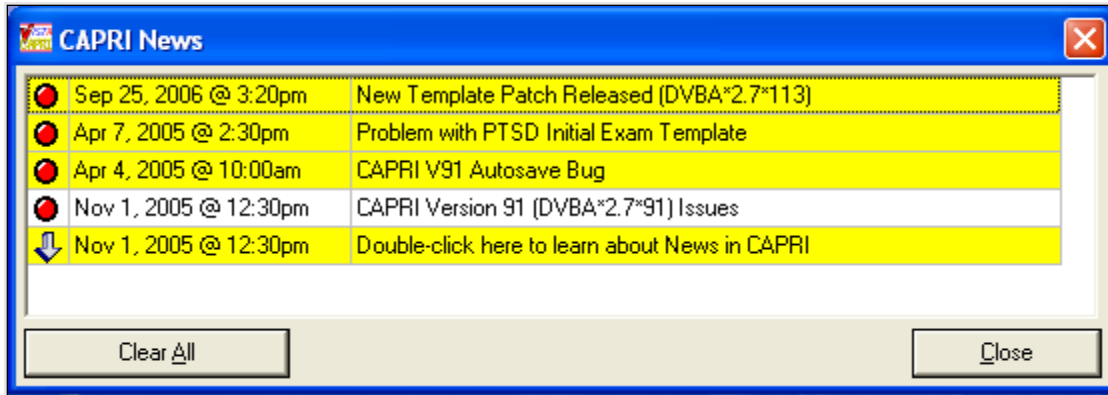 CAPRI News
Sep 25, 2006 @ 3:20pm New Template Patch Released (DVBA*2.7*113)
Apr 7, 2005 @ 2:30pm Problem with PTSD Initial Exam Template
Apr 4, 2005 @ 10:00am CAPRI V91 Autosave Bug
Nov 1, 2005 @ 12:30pm CAPRI Version 91 (DVBA*2.7*91) Issues
Nov 1, 2005 @ 12:30pm Double-click here to learn about News in CAPRI
Clear All Close